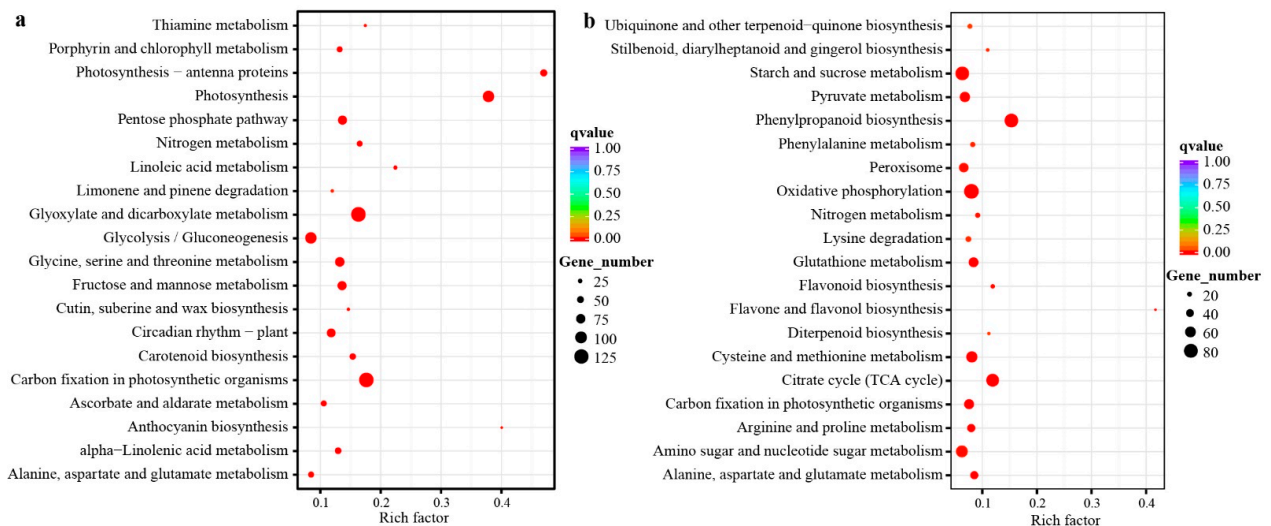 a
Thiamine metabolism
Porphyrin and chlorophyll metabolism
Photosynthesis − antenna proteins
Photosynthesis
Pentose phosphate pathway
Nitrogen metabolism
Linoleic acid metabolism
Limonene and pinene degradation
Glyoxylate and dicarboxylate metabolism
Glycolysis / Gluconeogenesis
Glycine, serine and threonine metabolism
Fructose and mannose metabolism
Cutin, suberine and wax biosynthesis
Circadian rhythm − plant
Carotenoid biosynthesis
Carbon fixation in photosynthetic organisms
Ascorbate and aldarate metabolism
Anthocyanin biosynthesis
alpha−Linolenic acid metabolism
Alanine, aspartate and glutamate metabolism
0.1 0.2 0.3 0.4
Rich factor
qvalue
1.00
0.75
0.50
0.25
0.00
Gene_number
25
50
75
100
125
b
Ubiquinone and other terpenoid−quinone biosynthesis
Stilbenoid, diarylheptanoid and gingerol biosynthesis
Starch and sucrose metabolism
Pyruvate metabolism
Phenylpropanoid biosynthesis
Phenylalanine metabolism
Peroxisome
Oxidative phosphorylation
Nitrogen metabolism
Lysine degradation
Glutathione metabolism
Flavonoid biosynthesis
Flavone and flavonol biosynthesis
Diterpenoid biosynthesis
Cysteine and methionine metabolism
Citrate cycle (TCA cycle)
Carbon fixation in photosynthetic organisms
Arginine and proline metabolism
Amino sugar and nucleotide sugar metabolism
Alanine, aspartate and glutamate metabolism
0.1 0.2 0.3 0.4
Rich factor
qvalue
1.00
0.75
0.50
0.25
0.00
Gene_number
20
40
60
80